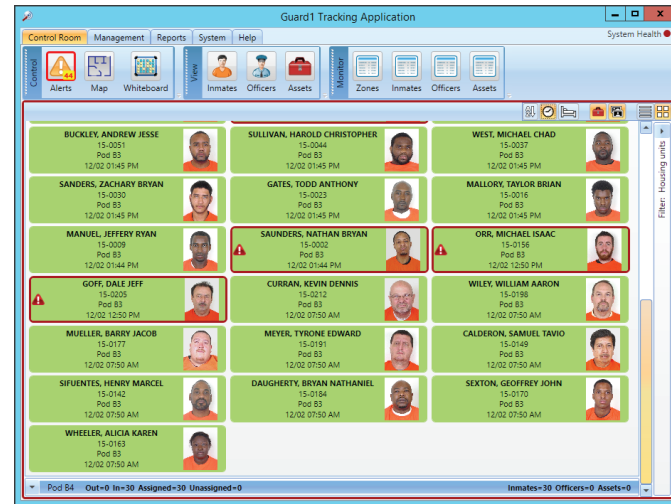 Guard1 Tracking Application
Control Room Management Reports System Help
System Health
Control
44
Alerts Map Whiteboard
View
Inmates Officers Assets
Monitor
Zones Inmates Officers Assets
Filter: Housing units
BUCKLEY, ANDREW JESSE
15-0051
Pod B3
12/02 01:45 PM
SULLIVAN, HAROLD CHRISTOPHER
15-0044
Pod B3
12/02 01:45 PM
WEST, MICHAEL CHAD
15-0037
Pod B3
12/02 01:45 PM
SANDERS, ZACHARY BRYAN
15-0030
Pod B3
12/02 01:45 PM
GATES, TODD ANTHONY
15-0023
Pod B3
12/02 01:45 PM
MALLORY, TAYLOR BRIAN
15-0016
Pod B3
12/02 01:45 PM
MANUEL, JEFFERY RYAN
15-0009
Pod B3
12/02 01:44 PM
SAUNDERS, NATHAN BRYAN
15-0002
Pod B3
12/02 01:44 PM
ORR, MICHAEL ISAAC
15-0156
Pod B3
12/02 12:50 PM
GOFF, DALE JEFF
15-0205
Pod B3
12/02 12:50 PM
CURRAN, KEVIN DENNIS
15-0212
Pod B3
12/02 07:50 AM
WILEY, WILLIAM AARON
15-0198
Pod B3
12/02 07:50 AM
MUELLER, BARRY JACOB
15-0177
Pod B3
12/02 07:50 AM
MEYER, TYRONE EDWARD
15-0191
Pod B3
12/02 07:50 AM
CALDERON, SAMUEL TAVIO
15-0149
Pod B3
12/02 07:50 AM
SIFUENTES, HENRY MARCEL
15-0142
Pod B3
12/02 07:50 AM
DAUGHERTY, BRYAN NATHANIEL
15-0184
Pod B3
12/02 07:50 AM
SEXTON, GEOFFREY JOHN
15-0170
Pod B3
12/02 07:50 AM
WHEELER, ALICIA KAREN
15-0163
Pod B3
12/02 07:50 AM
Pod B4 Out=0 In=30 Assigned=30 Unassigned=0
Inmates=30 Officers=0 Assets=0